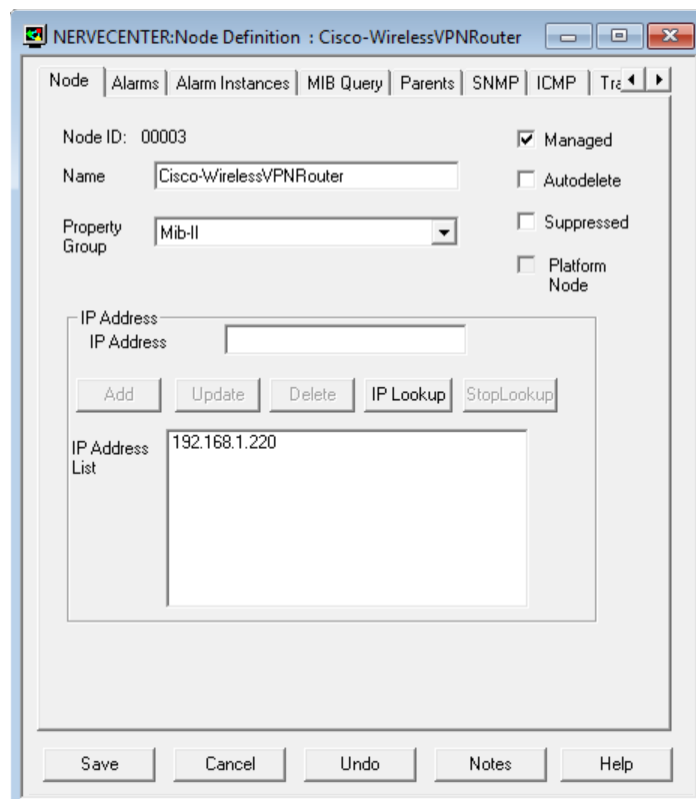 NERVECENTER:Node Definition : Cisco-WirelessVPNRouter
Node Alarms Alarm Instances MIB Query Parents SNMP ICMP
Node ID: 00003
Managed
Name Cisco-WirelessVPNRouter
Autodelete
Property Group Mib-II
Suppressed
Platform Node
IP Address
IP Address
Add Update Delete IP Lookup StopLookup
IP Address List 192.168.1.220
Save Cancel Undo Notes Help